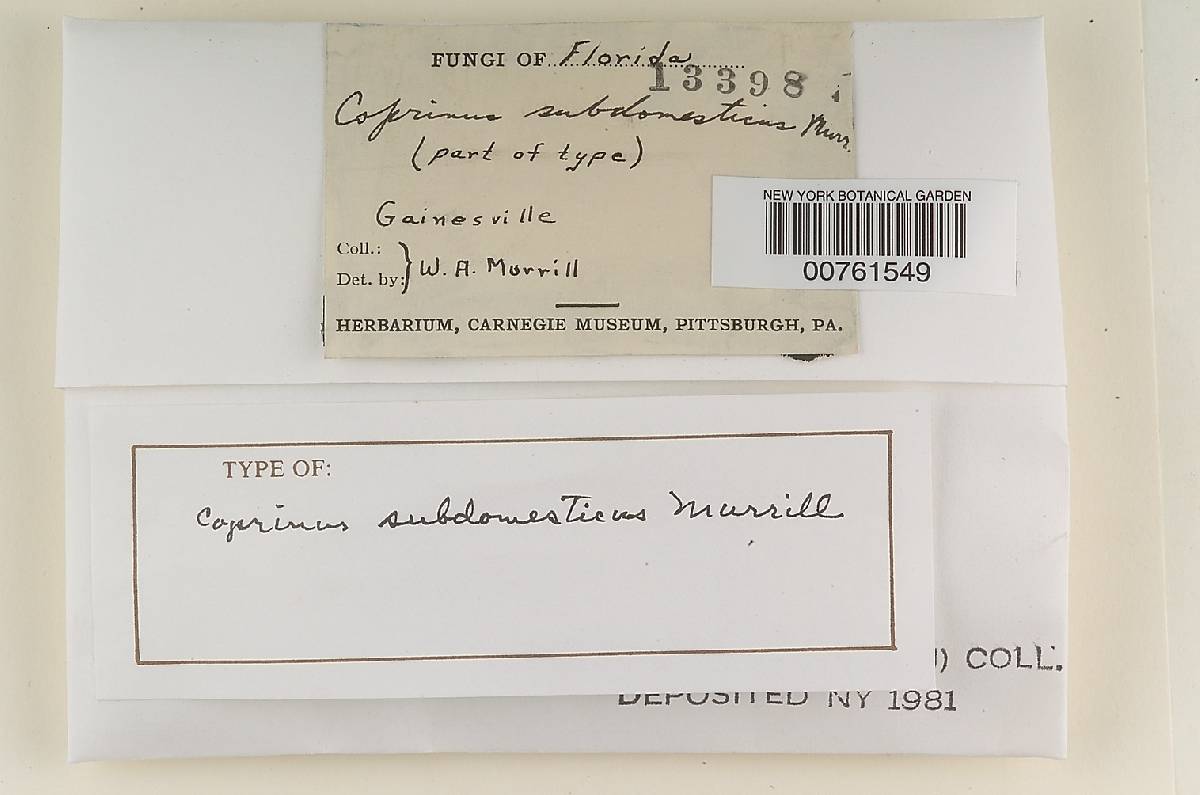 FUNGI OF Florida
13398
Coprinus subdomesticus Murr.
(part of type)
Gainesville
Coll.:
Det. by: } W. A. Murrill
HERBARIUM, CARNEGIE MUSEUM, PITTSBURGH, PA.
NEW YORK BOTANICAL GARDEN
00761549
TYPE OF:
Coprinus subdomesticus Murrill
) COLL.
DEPOSITED NY 1981